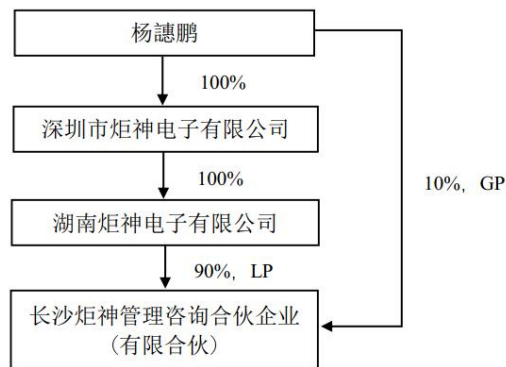 杨譓鹏
100%
深圳市炬神电子有限公司
100%
湖南炬神电子有限公司
10%, GP
90%, LP
长沙炬神管理咨询合伙企业
(有限合伙)